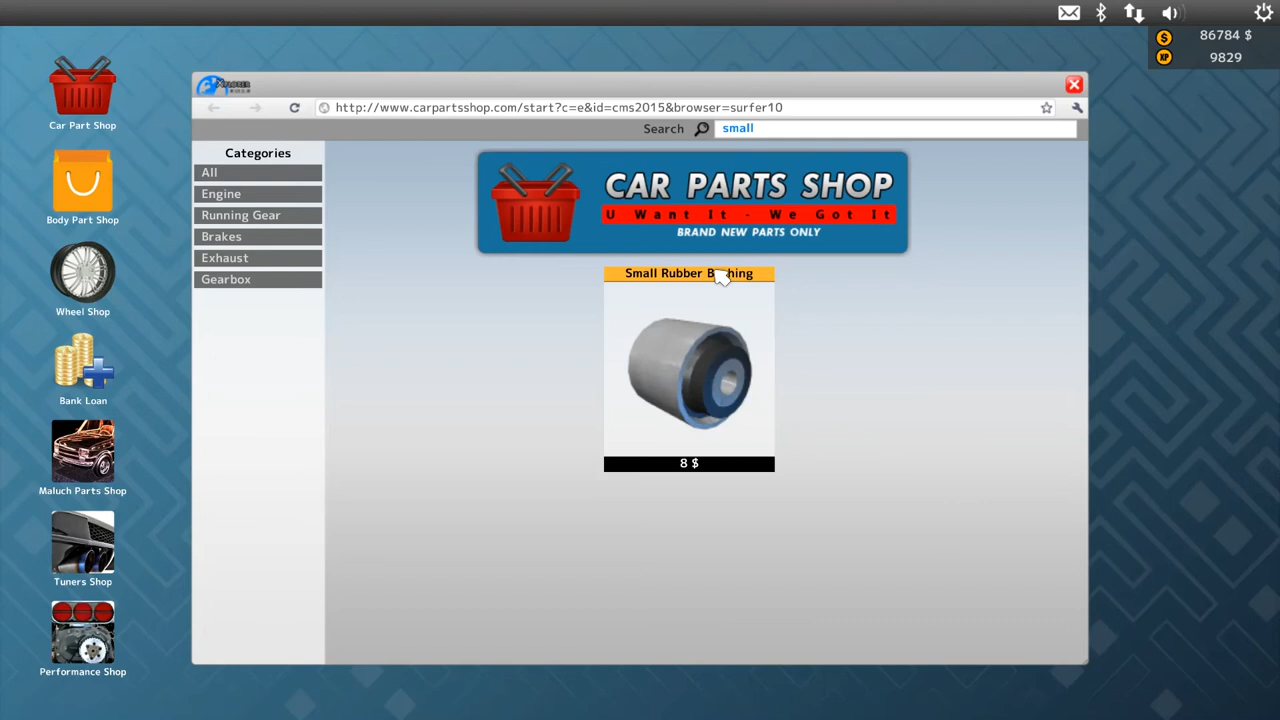 86784 $
9829
Car Part Shop
Body Part Shop
Wheel Shop
Bank Loan
Maluch Parts Shop
Tuners Shop
Performance Shop
http://www.carpartsshop.com/start?c=e&id=cms2015&browser=surfer10
Search small
Categories
All
Engine
Running Gear
Brakes
Exhaust
Gearbox
CAR PARTS SHOP
U Want It - We Got It
BRAND NEW PARTS ONLY
Small Rubber Bushing
8 $